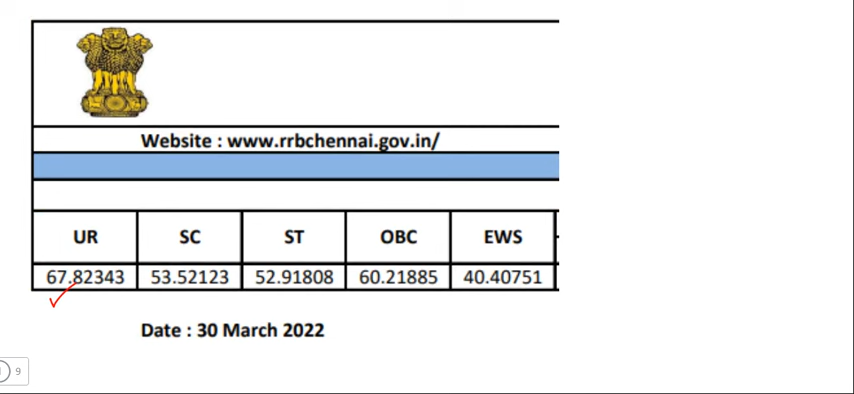 Website : www.rrbchennai.gov.in/
UR SC ST OBC EWS
67.82343 53.52123 52.91808 60.21885 40.40751
Date : 30 March 2022
9